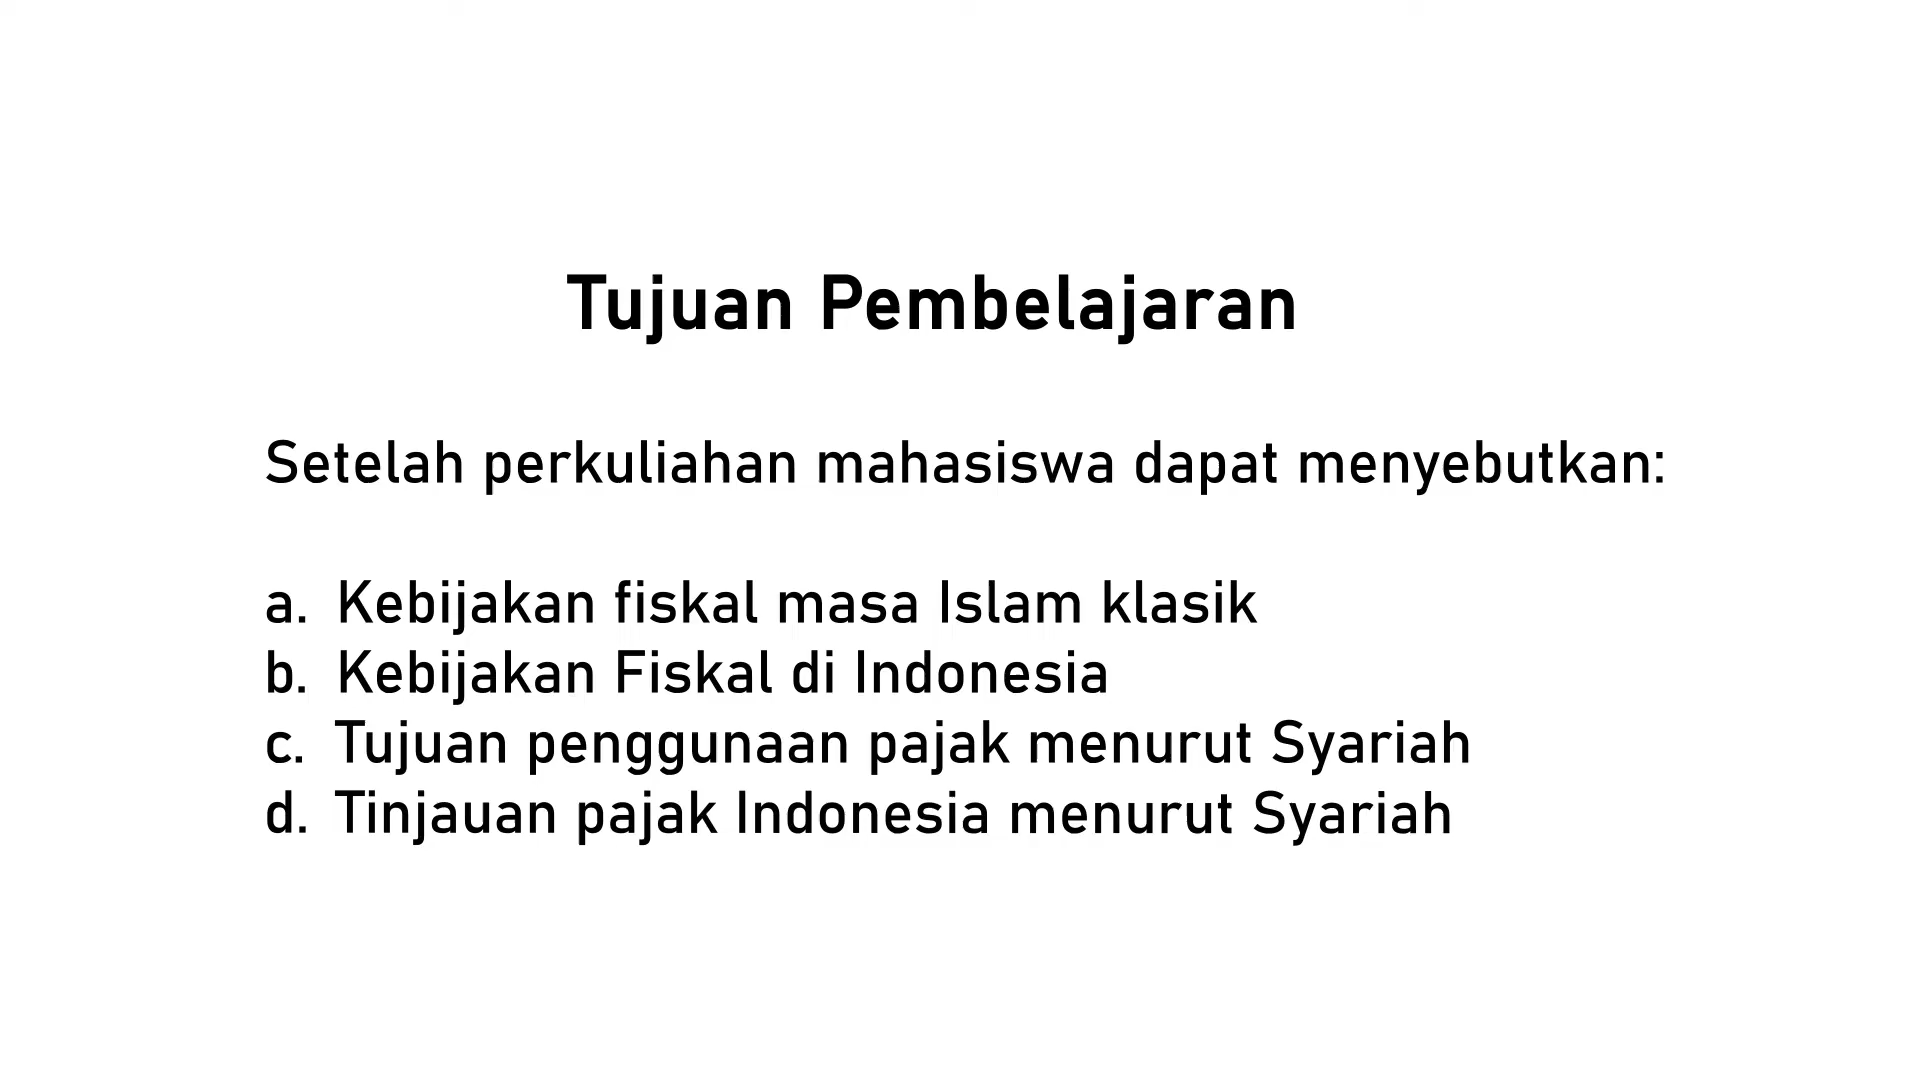 Tujuan Pembelajaran
Setelah perkuliahan mahasiswa dapat menyebutkan:
a. Kebijakan fiskal masa Islam klasik
b. Kebijakan Fiskal di Indonesia
c. Tujuan penggunaan pajak menurut Syariah
d. Tinjauan pajak Indonesia menurut Syariah